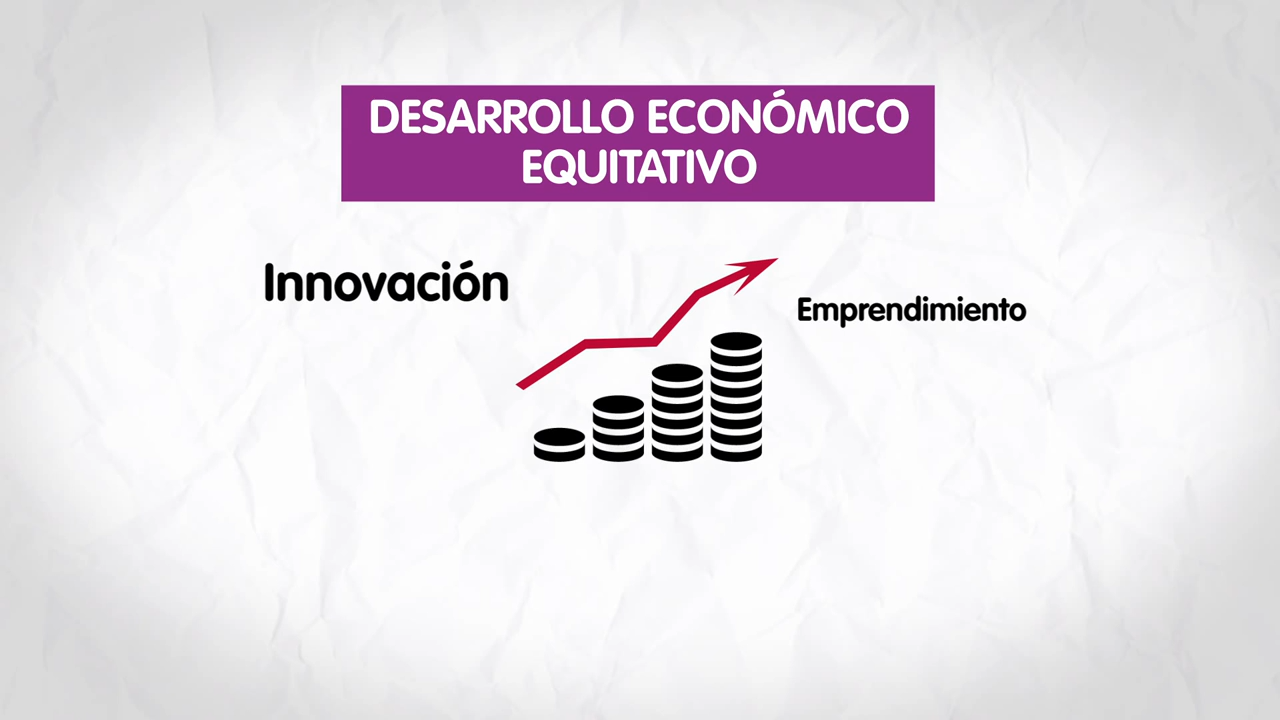 DESARROLLO ECONÓMICO
EQUITATIVO
Innovación
Emprendimiento